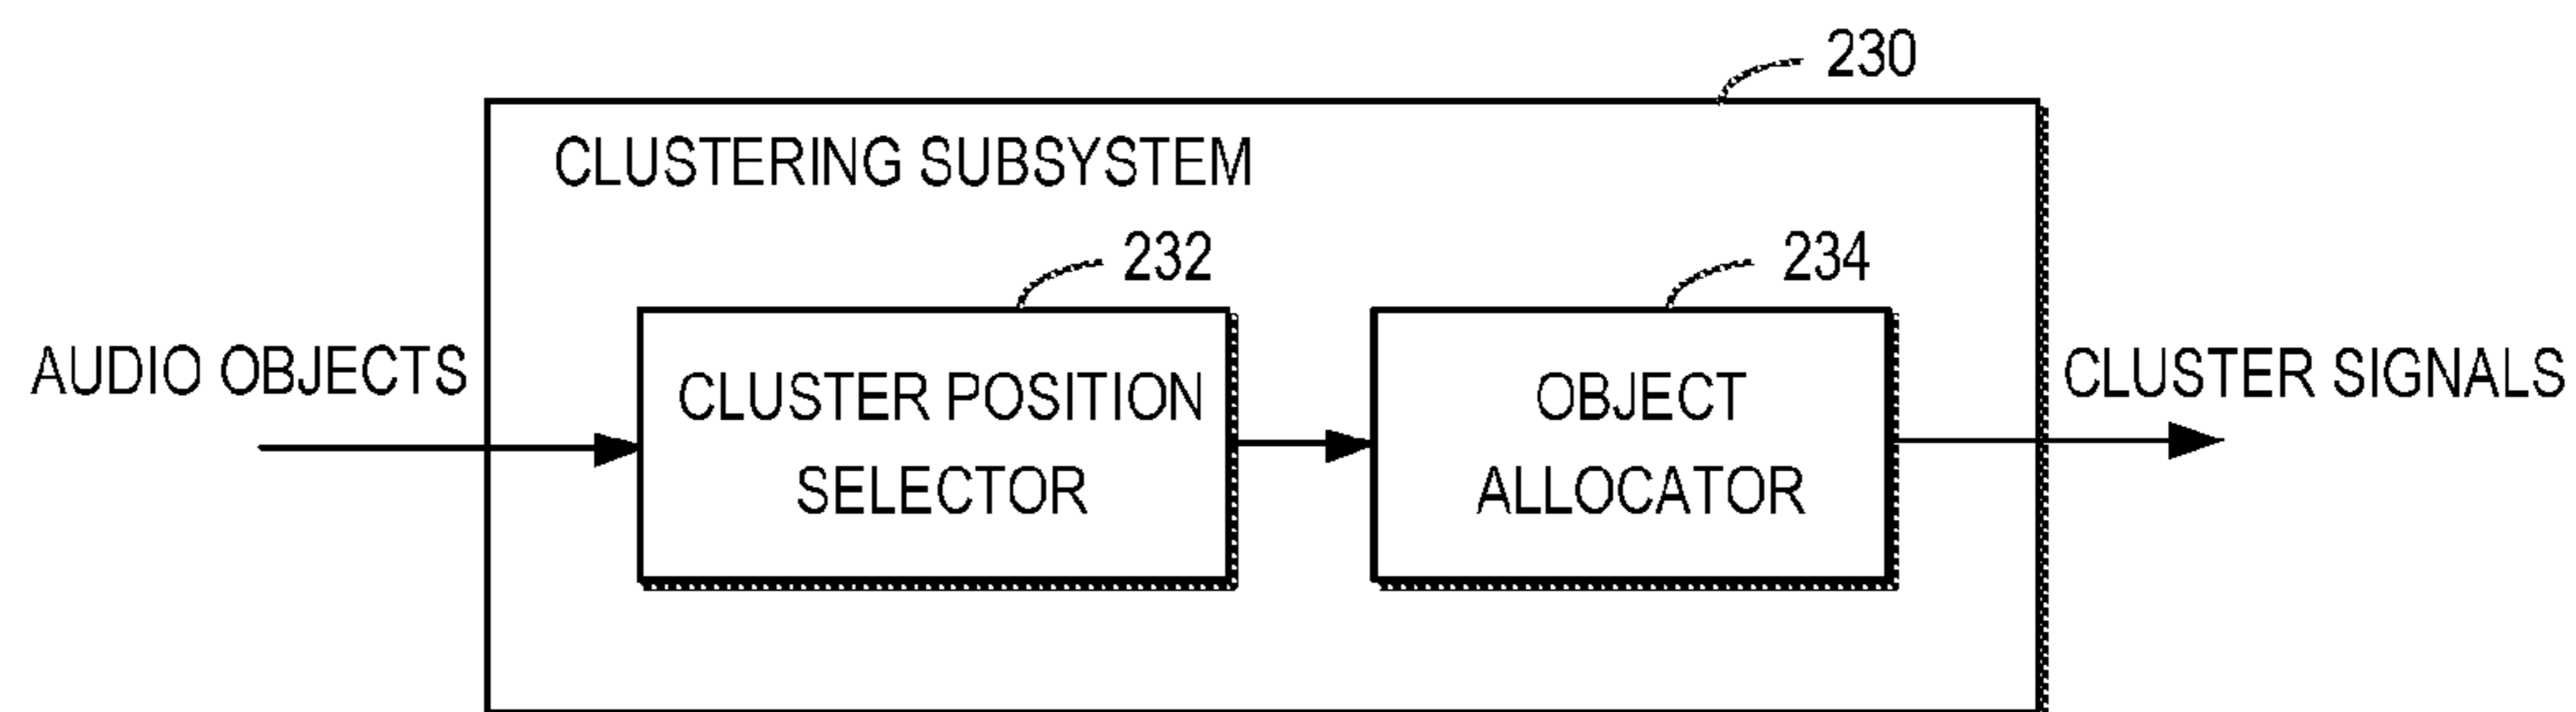 230
CLUSTERING SUBSYSTEM
232
234
AUDIO OBJECTS
CLUSTER POSITION
SELECTOR
OBJECT
ALLOCATOR
CLUSTER SIGNALS